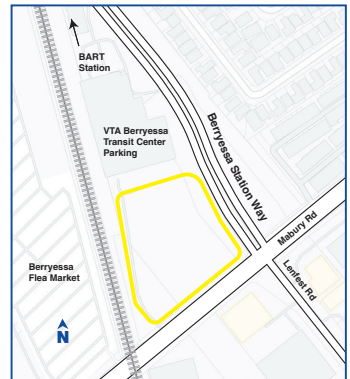 BART
Station
VTA Berryessa
Transit Center
Parking
Berryessa Station Way
Mabury Rd
Lenfest Rd
Berryessa
Flea Market
N